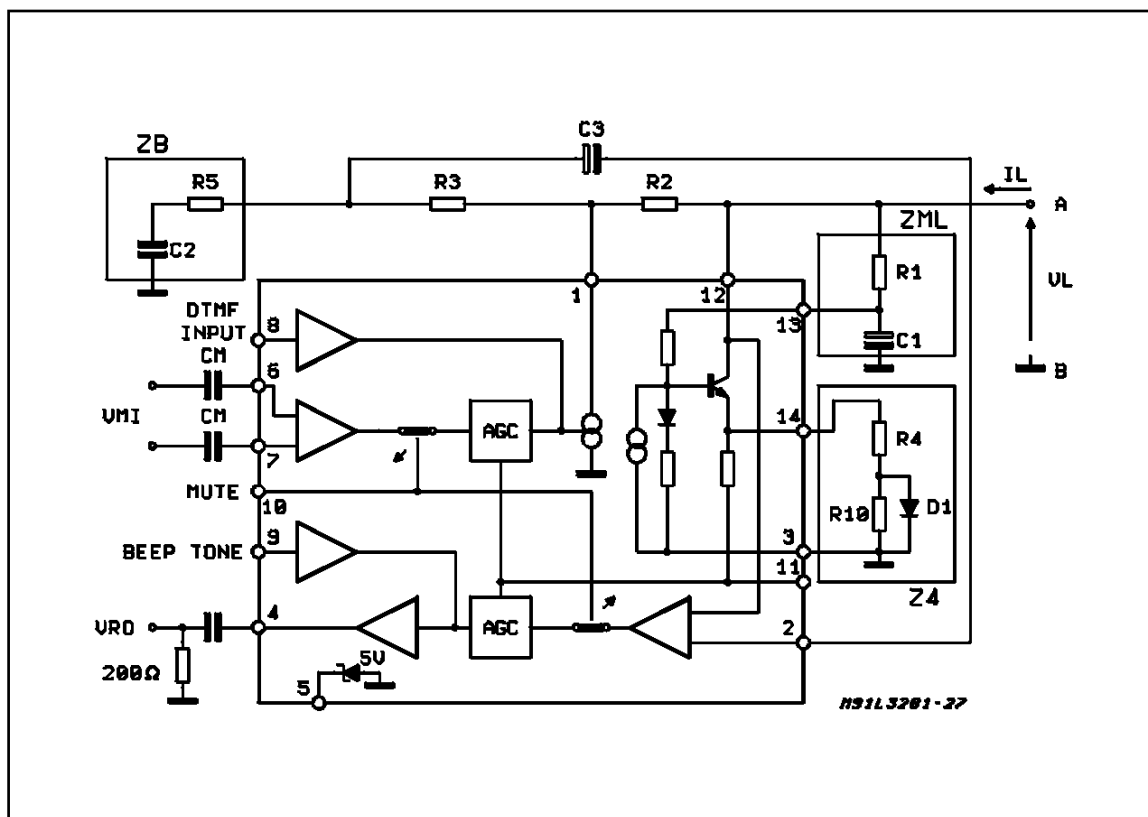 C3
ZB
R5
R3
R2
IL
A
C2
ZML
R1
VL
1
12
13
C1
DTMF
INPUT
8
CM
6
VMI
CM
7
AGC
14
R4
B
MUTE
10
R10
D1
BEEP TONE
9
3
11
Z4
VRO
4
AGC
2
200Ω
5
5V
M91L3281-27